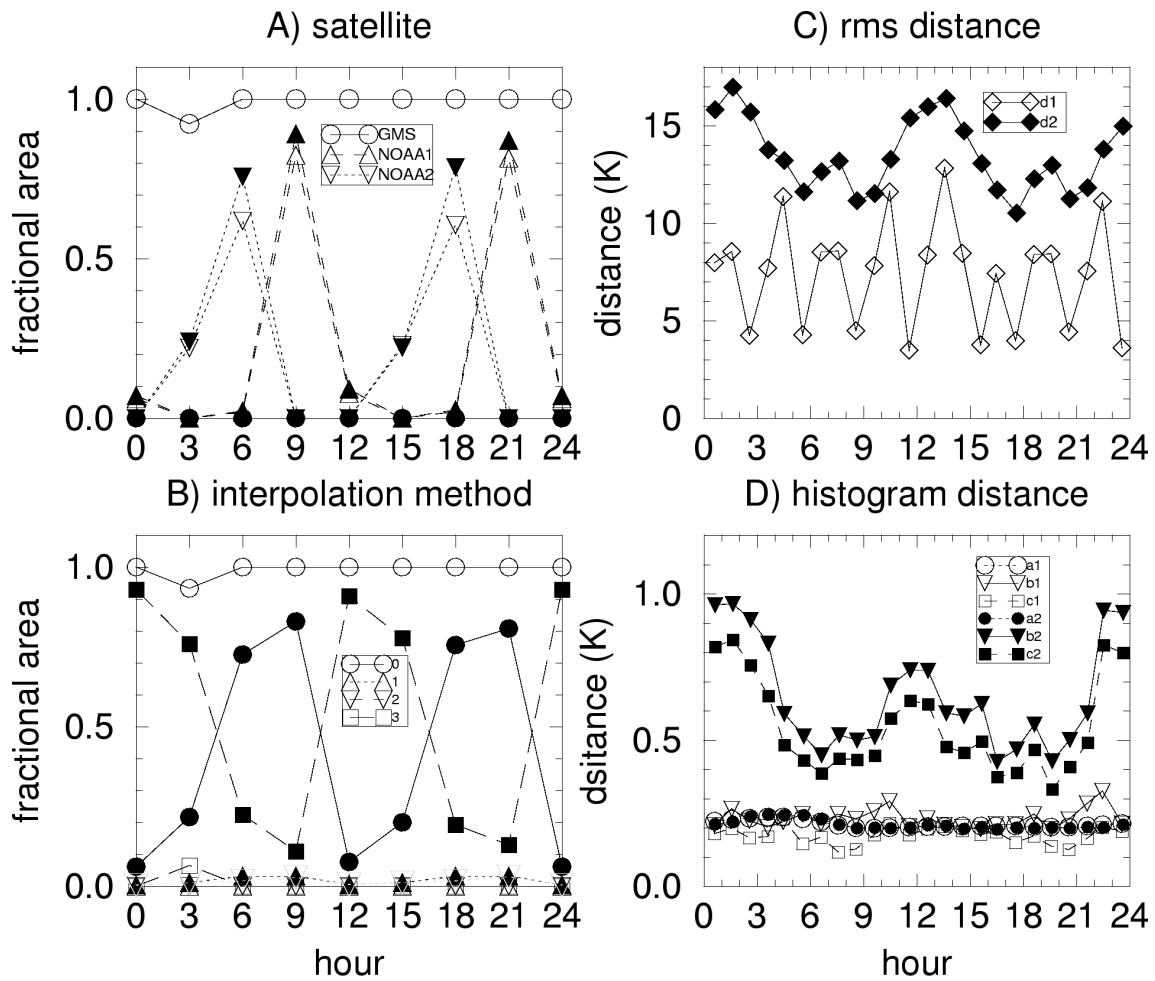 A) satellite
fractional area
1.0
0.5
0.0
GMS
NOAA1
NOAA2
0 3 6 9 12 15 18 21 24
C) rms distance
distance (K)
15
10
5
0
d1
d2
0 3 6 9 12 15 18 21 24
B) interpolation method
fractional area
1.0
0.5
0.0
0
1
2
3
0 3 6 9 12 15 18 21 24
hour
D) histogram distance
dsitance (K)
1.0
0.5
0.0
a1
b1
c1
a2
b2
c2
0 3 6 9 12 15 18 21 24
hour